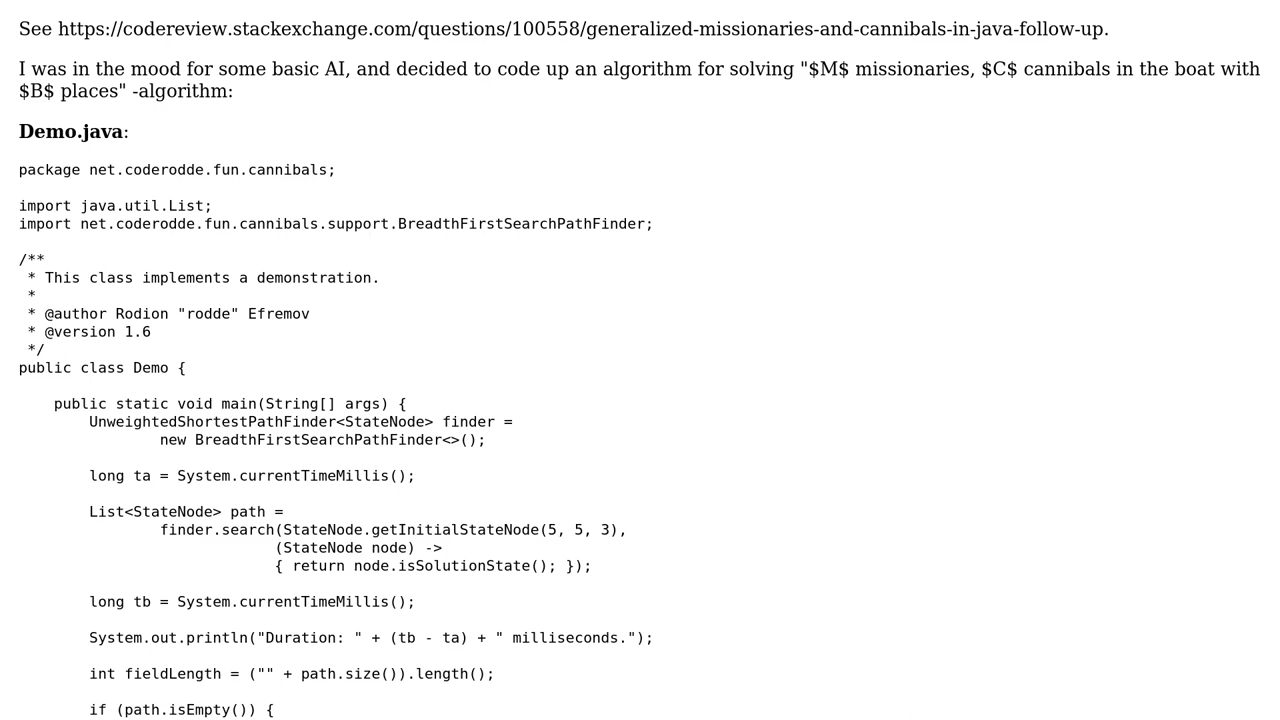 See https://codereview.stackexchange.com/questions/100558/generalized-missionaries-and-cannibals-in-java-follow-up.
I was in the mood for some basic AI, and decided to code up an algorithm for solving "$M$ missionaries, $C$ cannibals in the boat with
$B$ places" -algorithm:
Demo.java:
package net.coderodde.fun.cannibals;

import java.util.List;
import net.coderodde.fun.cannibals.support.BreadthFirstSearchPathFinder;

/**
 * This class implements a demonstration.
 *
 * @author Rodion "rodde" Efremov
 * @version 1.6
 */
public class Demo {

    public static void main(String[] args) {
        UnweightedShortestPathFinder<StateNode> finder =
                new BreadthFirstSearchPathFinder<>();

        long ta = System.currentTimeMillis();

        List<StateNode> path =
                finder.search(StateNode.getInitialStateNode(5, 5, 3),
                             (StateNode node) ->
                             { return node.isSolutionState(); });

        long tb = System.currentTimeMillis();

        System.out.println("Duration: " + (tb - ta) + " milliseconds.");

        int fieldLength = ("" + path.size()).length();

        if (path.isEmpty()) {